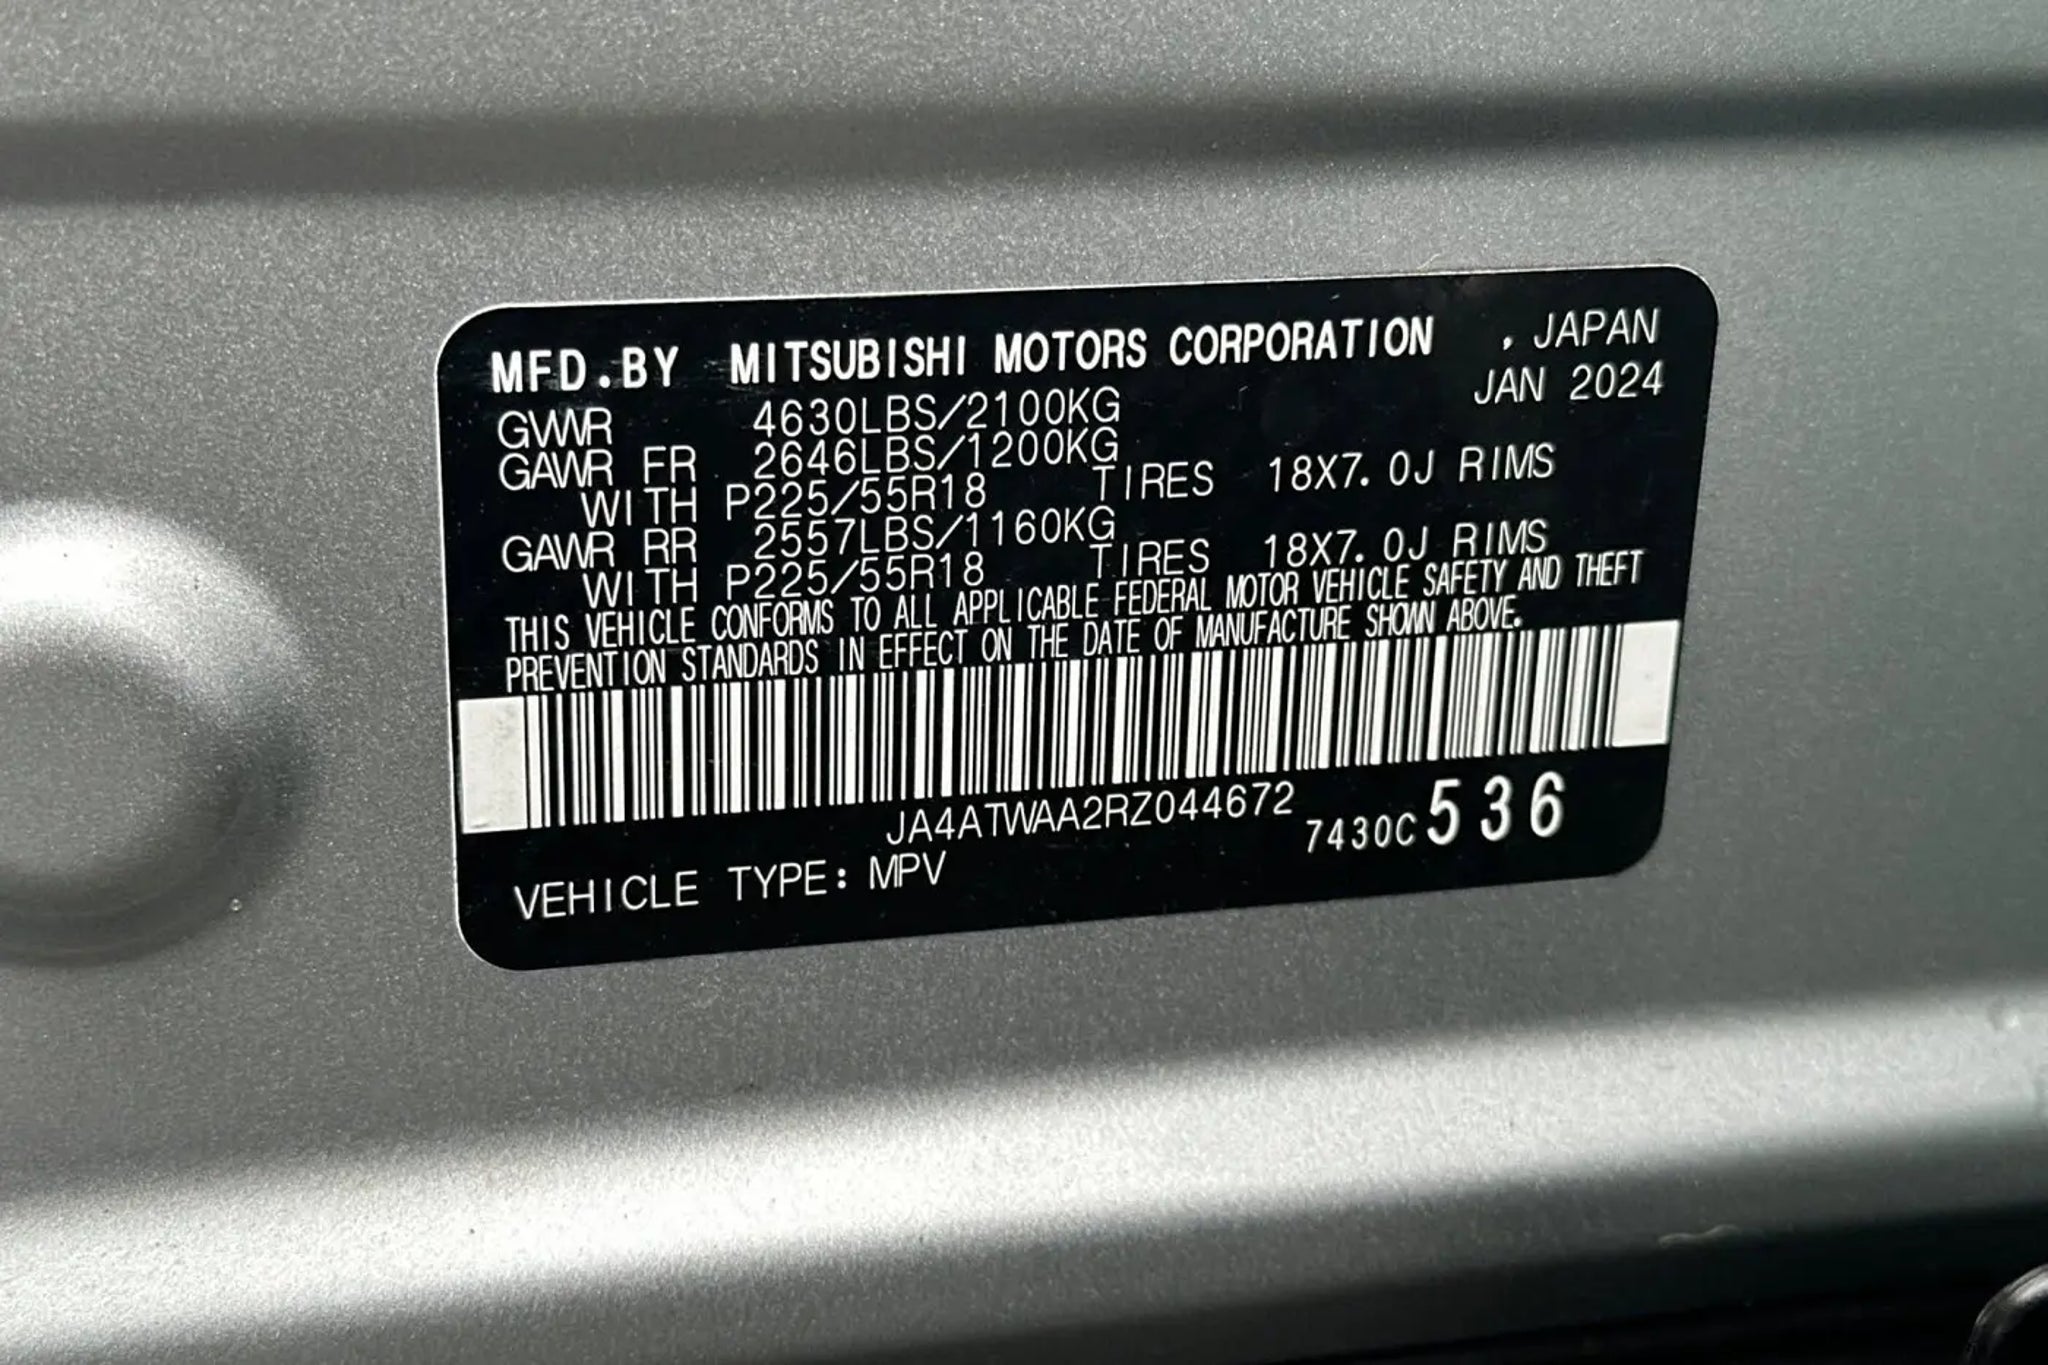 MFD.BY MITSUBISHI MOTORS CORPORATION , JAPAN
JAN 2024
GVWR 4630LBS/2100KG
GAWR FR 2646LBS/1200KG
WITH P225/55R18 TIRES 18X7.0J RIMS
GAWR RR 2557LBS/1160KG
WITH P225/55R18 TIRES 18X7.0J RIMS
THIS VEHICLE CONFORMS TO ALL APPLICABLE FEDERAL MOTOR VEHICLE SAFETY AND THEFT
PREVENTION STANDARDS IN EFFECT ON THE DATE OF MANUFACTURE SHOWN ABOVE.
JA4ATWAA2RZ044672 7430C 536
VEHICLE TYPE: MPV